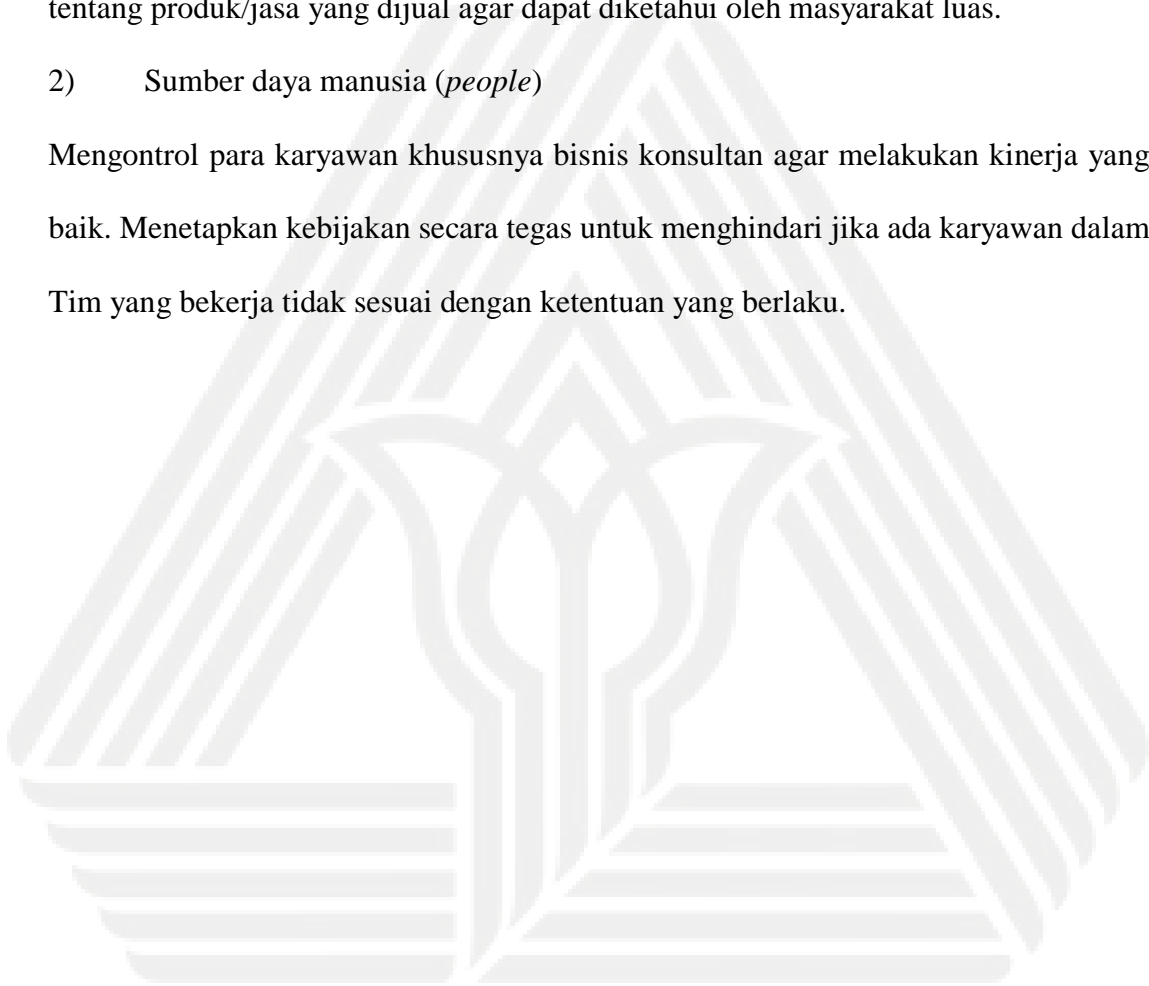 tentang produk/jasa yang dijual agar dapat diketahui oleh masyarakat luas.
2) Sumber daya manusia (people)
Mengontrol para karyawan khususnya bisnis konsultan agar melakukan kinerja yang
baik. Menetapkan kebijakan secara tegas untuk menghindari jika ada karyawan dalam
Tim yang bekerja tidak sesuai dengan ketentuan yang berlaku.